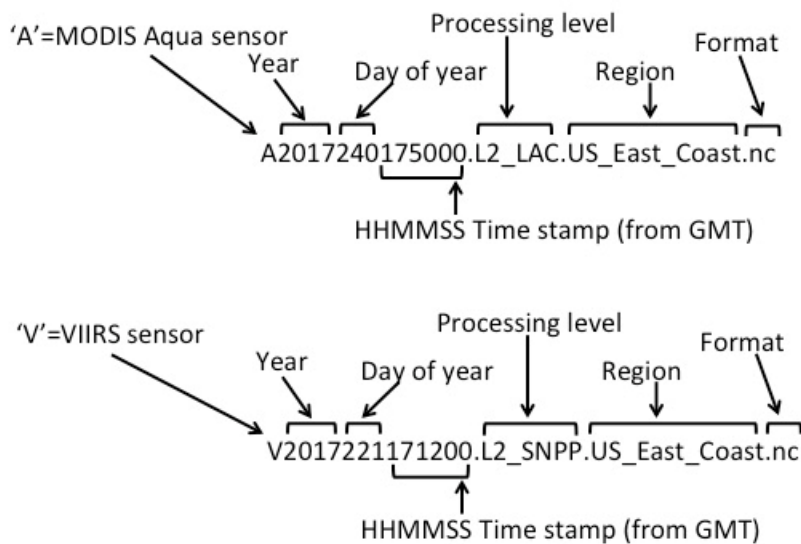 ‘A’=MODIS Aqua sensor
Processing level
Format
Year
Day of year
Region
A2017240175000.L2_LAC.US_East_Coast.nc
HHMMSS Time stamp (from GMT)
‘V’=VIIRS sensor
Processing level
Format
Year
Day of year
Region
V2017221171200.L2_SNPP.US_East_Coast.nc
HHMMSS Time stamp (from GMT)